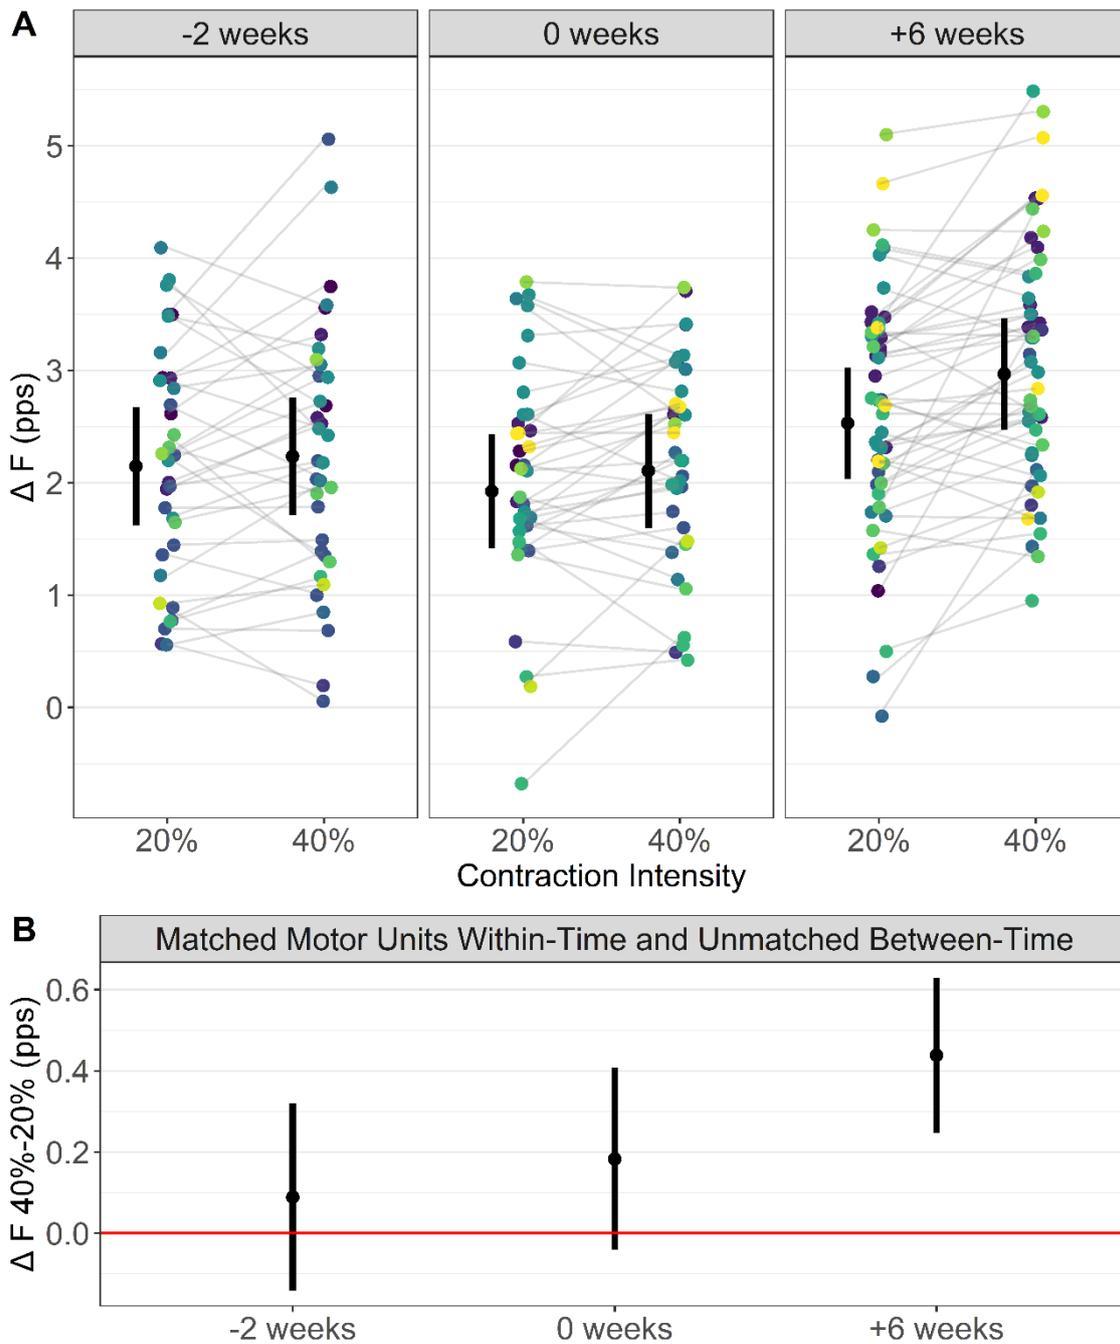 A
-2 weeks
0 weeks
+6 weeks
Δ F (pps)
5
4
3
2
1
0
20%
40%
20%
40%
20%
40%
Contraction Intensity
B
Matched Motor Units Within-Time and Unmatched Between-Time
Δ F 40%-20% (pps)
0.6
0.4
0.2
0.0
-2 weeks
0 weeks
+6 weeks